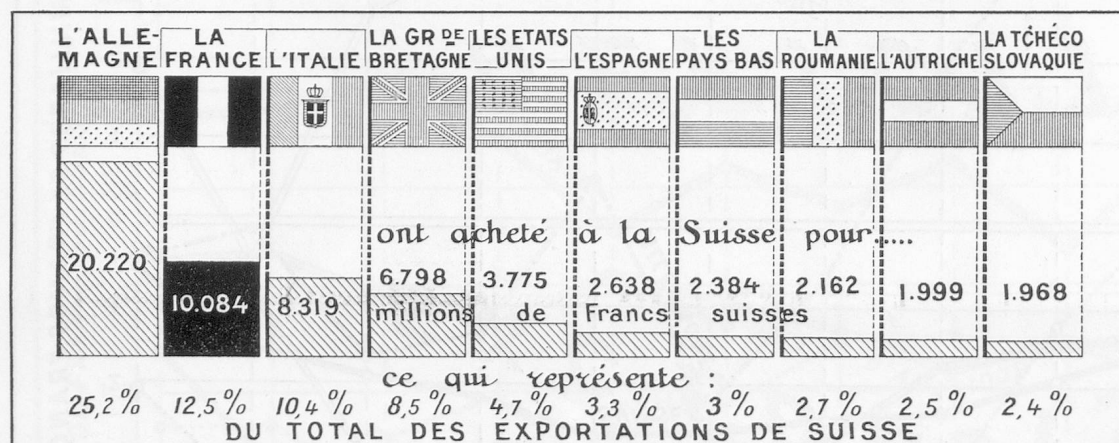 L'ALLE-
MAGNE
LA
FRANCE
L'ITALIE
LA GR DE
BRETAGNE
LES ETATS
UNIS
L'ESPAGNE
LES
PAYS BAS
LA
ROUMANIE
L'AUTRICHE
LA TCHÉCO
SLOVAQUIE
ont acheté à la Suisse pour.....
20.220
10.084
8.319
6.798
3.775
2.638
2.384
2.162
1.999
1.968
millions de Francs suisses
ce qui représente :
25,2% 12,5% 10,4% 8,5% 4,7% 3,3% 3% 2,7% 2,5% 2,4%
DU TOTAL DES EXPORTATIONS DE SUISSE